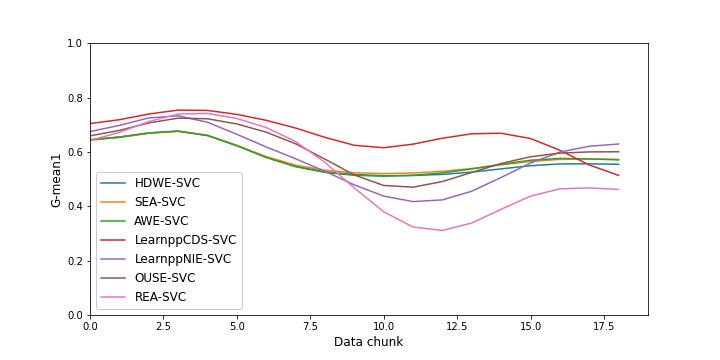 1.0
0.8
0.6
0.4
0.2
0.0
G-mean1
HDWE-SVC
SEA-SVC
AWE-SVC
LearnppCDS-SVC
LearnppNIE-SVC
OUSE-SVC
REA-SVC
0.0 2.5 5.0 7.5 10.0 12.5 15.0 17.5
Data chunk